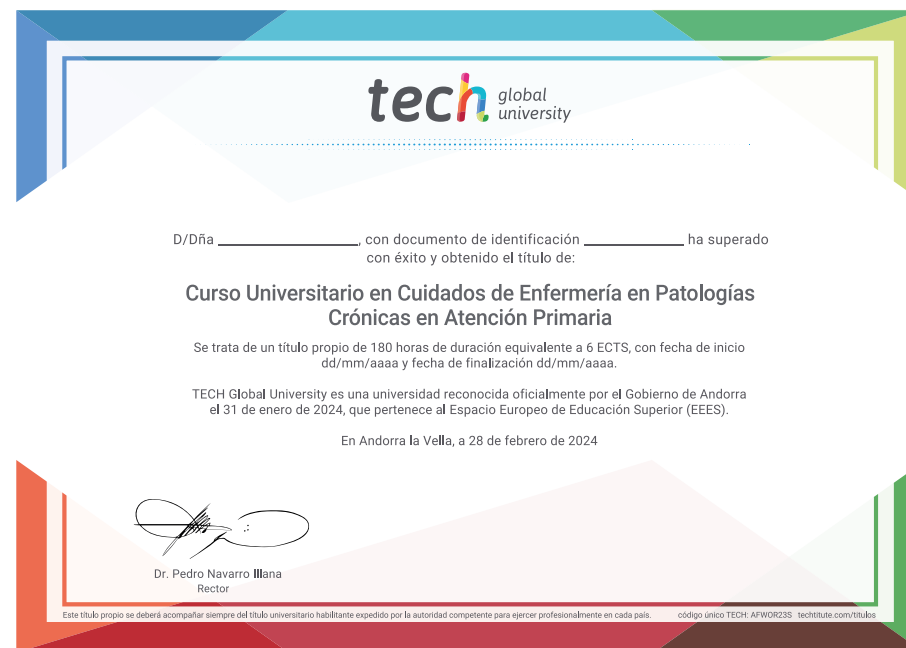 tech global university
D/Dña ____________, con documento de identificación ____________ ha superado
con éxito y obtenido el título de:
Curso Universitario en Cuidados de Enfermería en Patologías
Crónicas en Atención Primaria
Se trata de un título propio de 180 horas de duración equivalente a 6 ECTS, con fecha de inicio
dd/mm/aaaa y fecha de finalización dd/mm/aaaa.
TECH Global University es una universidad reconocida oficialmente por el Gobierno de Andorra
el 31 de enero de 2024, que pertenece al Espacio Europeo de Educación Superior (EEES).
En Andorra la Vella, a 28 de febrero de 2024
Dr. Pedro Navarro Illana
Rector
Este título propio se deberá acompañar siempre del título universitario habilitante expedido por la autoridad competente para ejercer profesionalmente en cada país. código único TECH: AFWOR23S techtitute.com/titulos